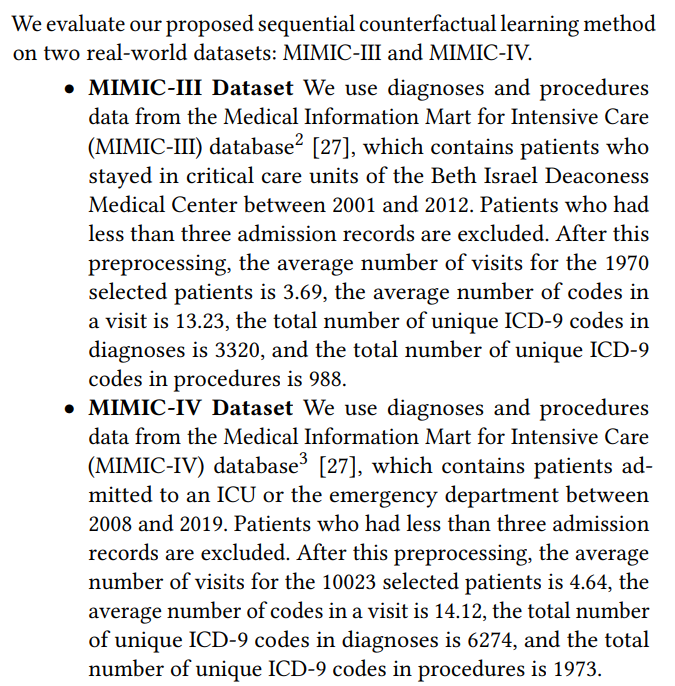 We evaluate our proposed sequential counterfactual learning method
on two real-world datasets: MIMIC-III and MIMIC-IV.
• MIMIC-III Dataset We use diagnoses and procedures
data from the Medical Information Mart for Intensive Care
(MIMIC-III) database2 [27], which contains patients who
stayed in critical care units of the Beth Israel Deaconess
Medical Center between 2001 and 2012. Patients who had
less than three admission records are excluded. After this
preprocessing, the average number of visits for the 1970
selected patients is 3.69, the average number of codes in
a visit is 13.23, the total number of unique ICD-9 codes in
diagnoses is 3320, and the total number of unique ICD-9
codes in procedures is 988.
• MIMIC-IV Dataset We use diagnoses and procedures
data from the Medical Information Mart for Intensive Care
(MIMIC-IV) database3 [27], which contains patients ad-
mitted to an ICU or the emergency department between
2008 and 2019. Patients who had less than three admission
records are excluded. After this preprocessing, the average
number of visits for the 10023 selected patients is 4.64, the
average number of codes in a visit is 14.12, the total number
of unique ICD-9 codes in diagnoses is 6274, and the total
number of unique ICD-9 codes in procedures is 1973.